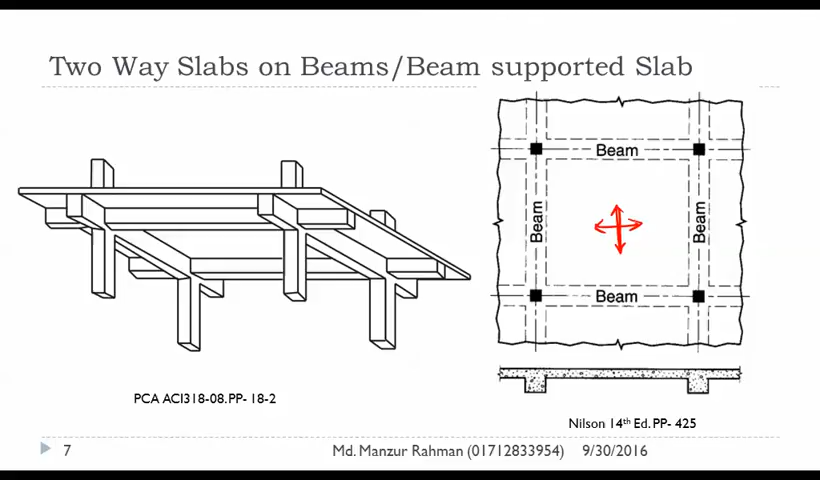 Two Way Slabs on Beams/Beam supported Slab
Beam
Beam
Beam
Beam
PCA ACI318-08.PP- 18-2
Nilson 14th Ed. PP- 425
7
Md. Manzur Rahman (01712833954)
9/30/2016